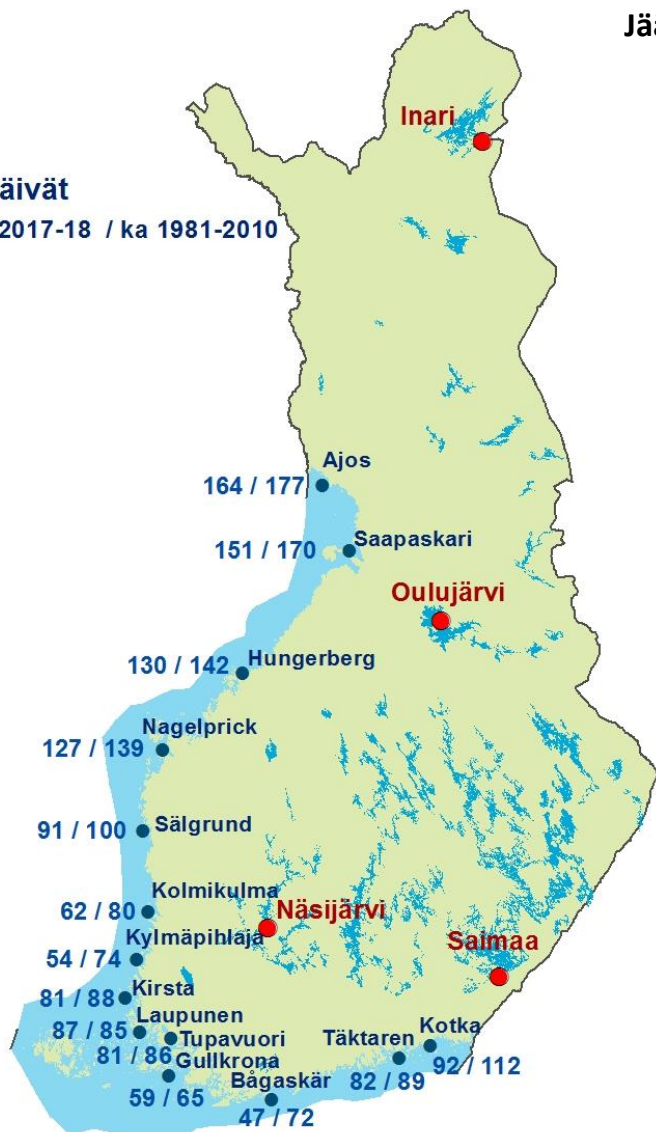 Jää
äivät
2017-18 / ka 1981-2010
Inari
Ajos
164 / 177
Saapaskari
151 / 170
Oulujärvi
Hungerberg
130 / 142
Nagelprick
127 / 139
Sälgrund
91 / 100
Kolmikulma
62 / 80
Näsijärvi
Kylmäpihlaja
54 / 74
Saimaa
Kirsta
81 / 88
Laupunen
87 / 85
Tupavuori
81 / 86
Gullkrona
59 / 65
Bågaskär
47 / 72
Täktaren
82 / 89
Kotka
92 / 112